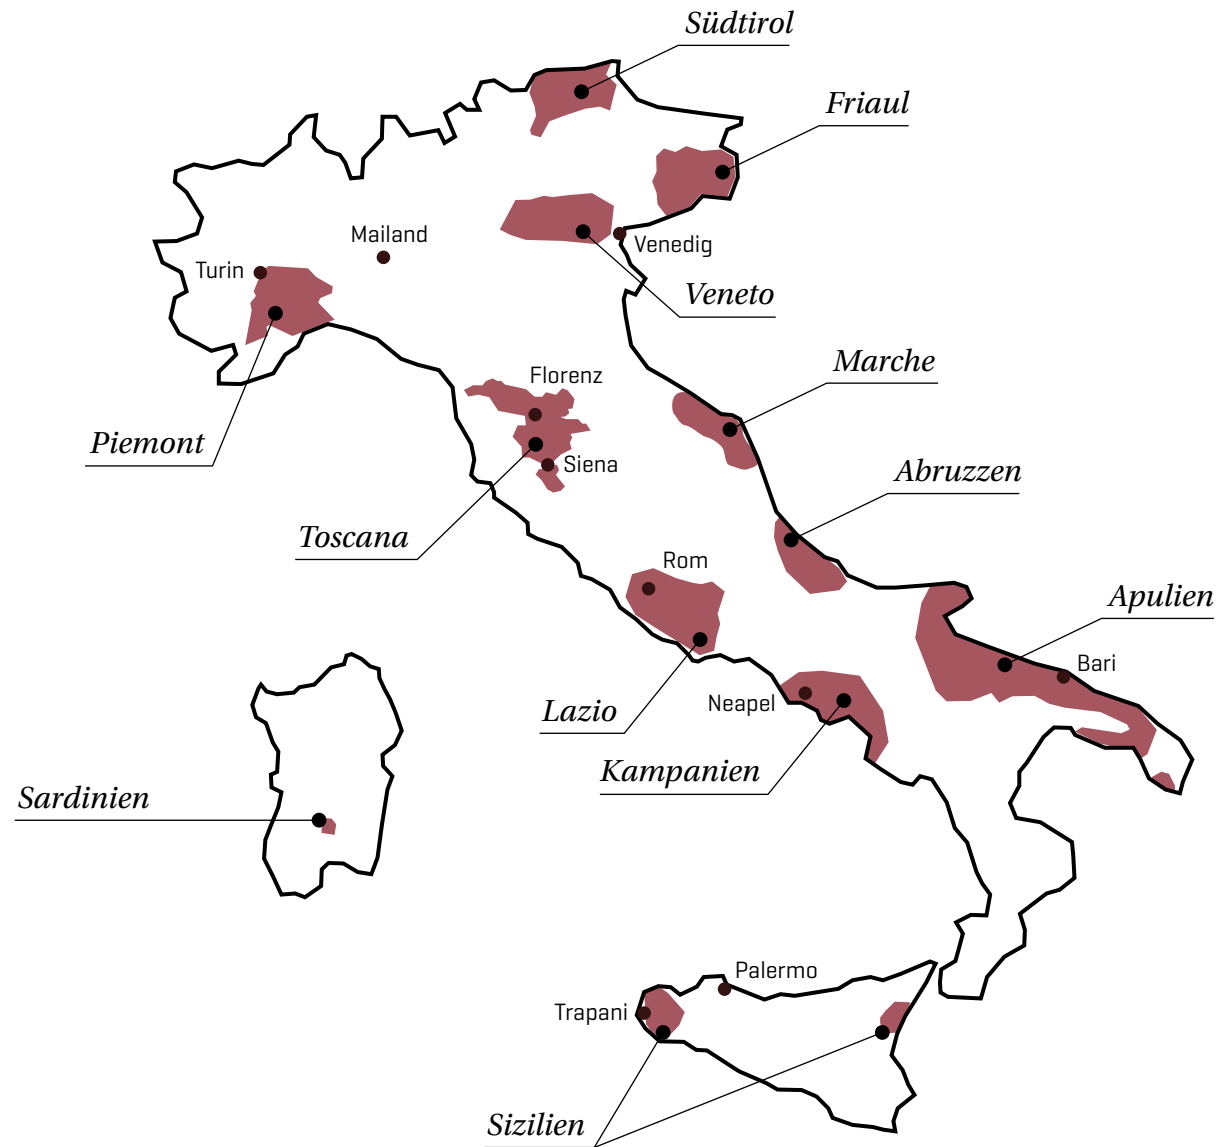 Südtirol
Friaul
Mailand
Venedig
Turin
Veneto
Marche
Florenz
Piemont
Siena
Abruzzen
Toscana
Rom
Apulien
Bari
Neapel
Lazio
Kampanien
Sardinien
Palermo
Trapani
Sizilien